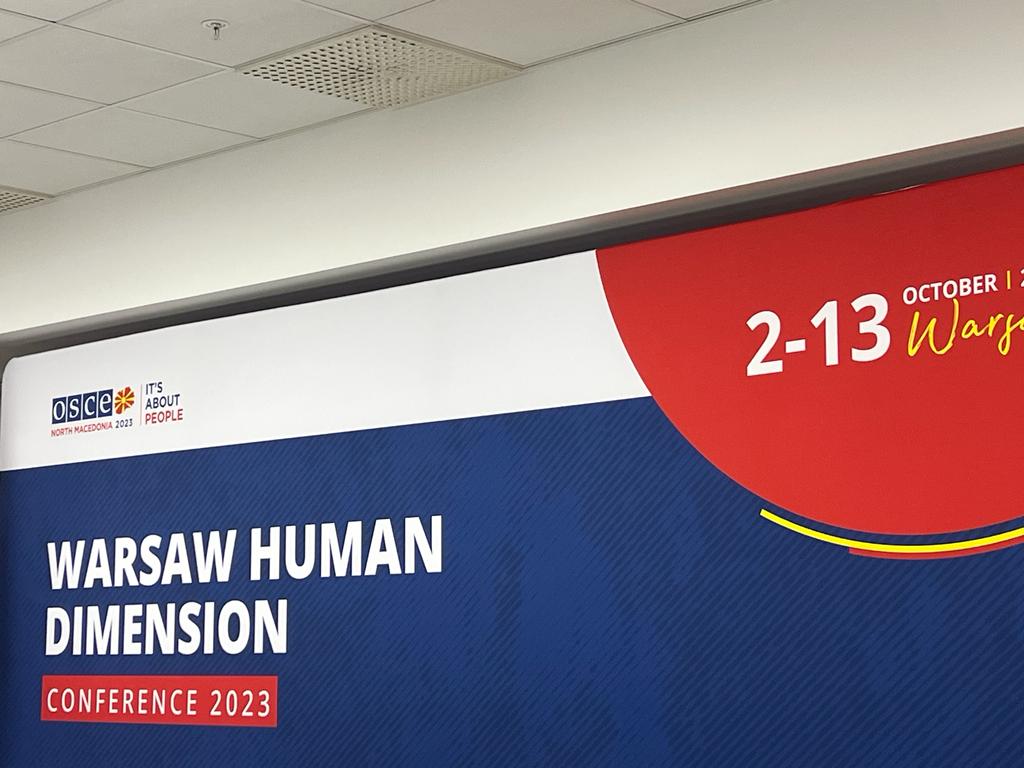 2-13
OCTOBER |
osce
NORTH MACEDONIA 2023
IT'S
ABOUT
PEOPLE
WARSAW HUMAN
DIMENSION
CONFERENCE 2023